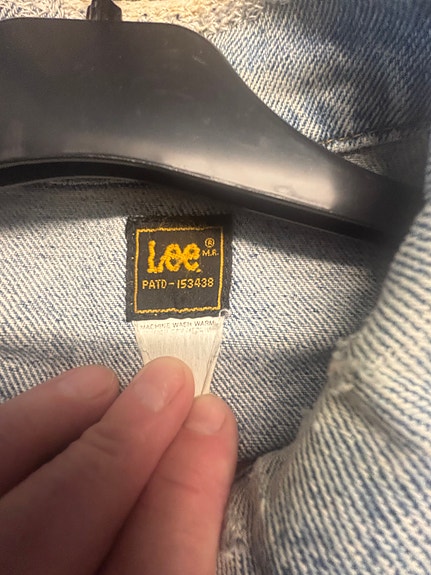 Lee ®
M.R.
PATD-153438
MACHINE WASH WARM